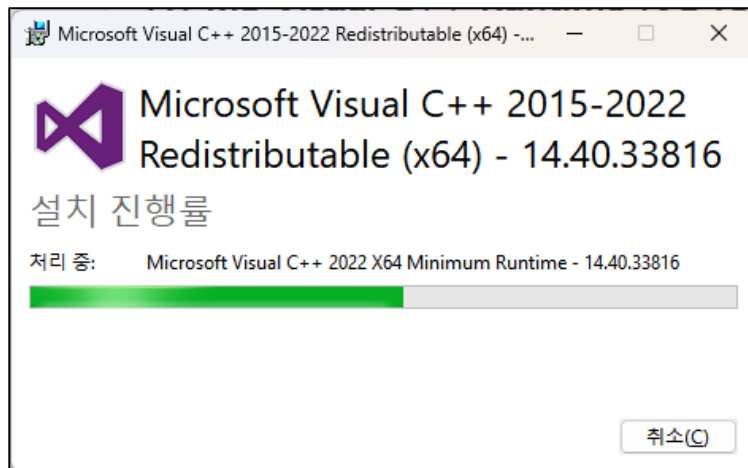 Microsoft Visual C++ 2015-2022 Redistributable (x64) -...
Microsoft Visual C++ 2015-2022
Redistributable (x64) - 14.40.33816
설치 진행률
처리 중: Microsoft Visual C++ 2022 X64 Minimum Runtime - 14.40.33816
취소(C)